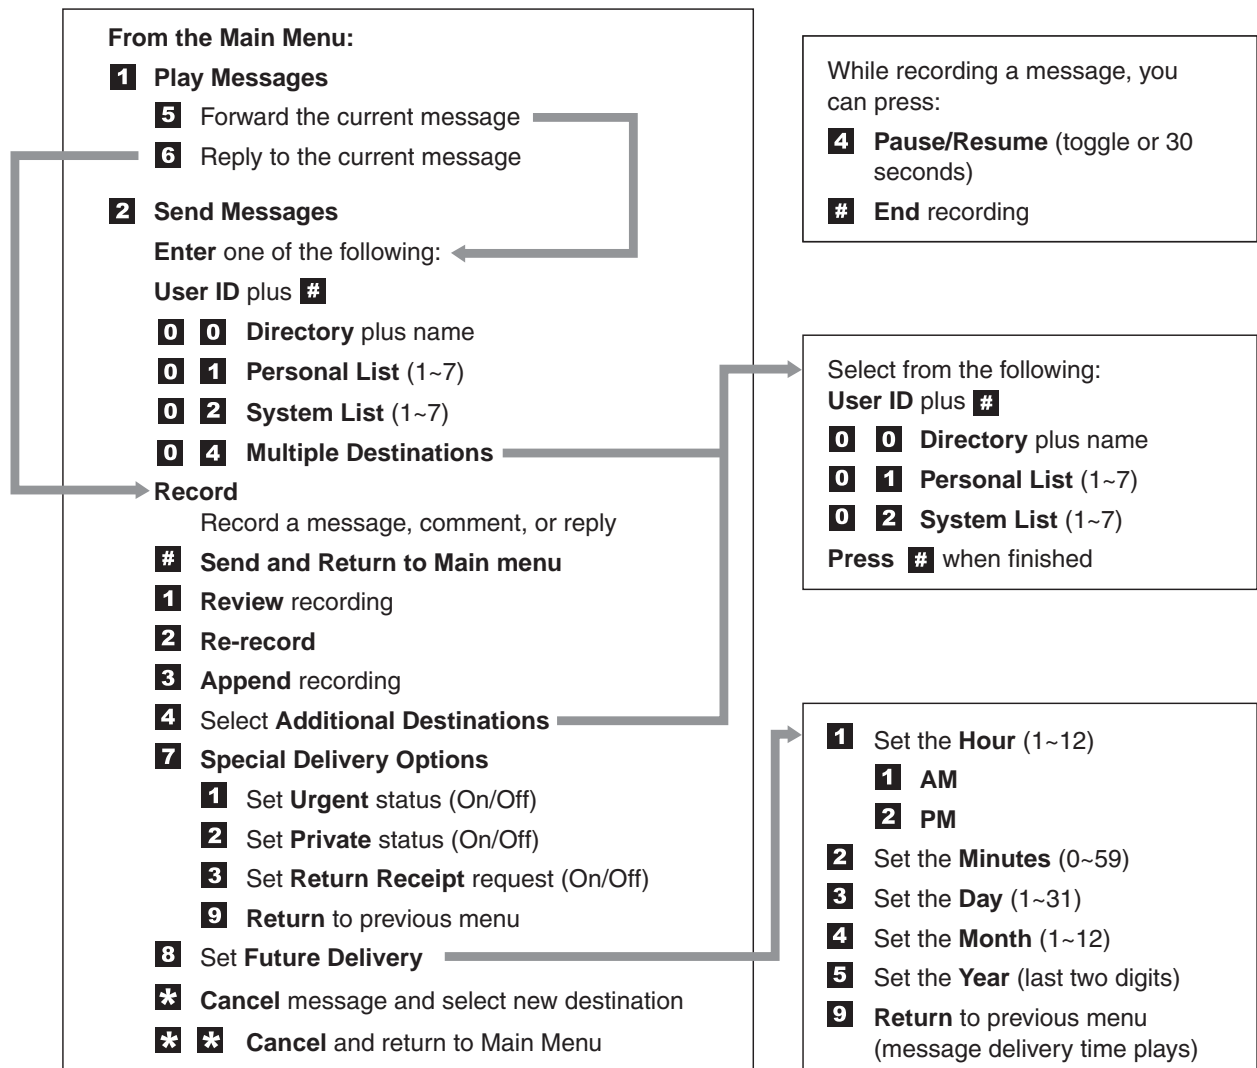 From the Main Menu:
1 Play Messages
5 Forward the current message
6 Reply to the current message
2 Send Messages
Enter one of the following:
User ID plus #
0 0 Directory plus name
0 1 Personal List (1~7)
0 2 System List (1~7)
0 4 Multiple Destinations
Record
Record a message, comment, or reply
# Send and Return to Main menu
1 Review recording
2 Re-record
3 Append recording
4 Select Additional Destinations
7 Special Delivery Options
1 Set Urgent status (On/Off)
2 Set Private status (On/Off)
3 Set Return Receipt request (On/Off)
9 Return to previous menu
8 Set Future Delivery
* Cancel message and select new destination
* * Cancel and return to Main Menu
While recording a message, you
can press:
4 Pause/Resume (toggle or 30
seconds)
# End recording
Select from the following:
User ID plus #
0 0 Directory plus name
0 1 Personal List (1~7)
0 2 System List (1~7)
Press # when finished
1 Set the Hour (1~12)
1 AM
2 PM
2 Set the Minutes (0~59)
3 Set the Day (1~31)
4 Set the Month (1~12)
5 Set the Year (last two digits)
9 Return to previous menu
(message delivery time plays)